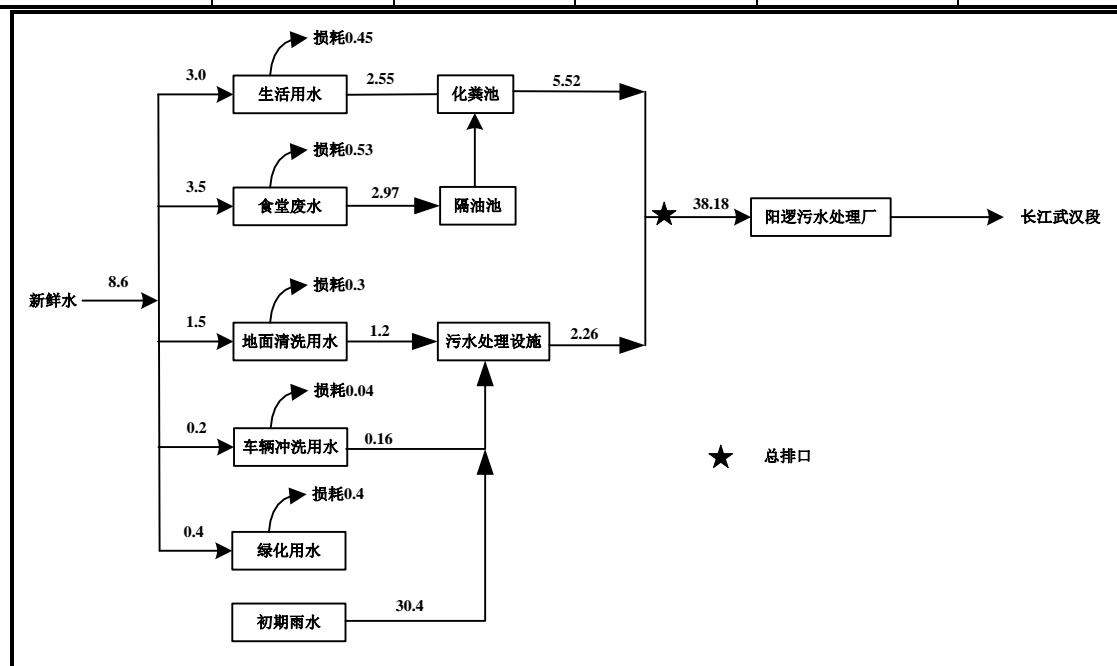 损耗0.45
3.0
生活用水
2.55
化粪池
5.52
损耗0.53
3.5
食堂废水
2.97
隔油池
38.18
阳逻污水处理厂
长江武汉段
新鲜水
8.6
损耗0.3
1.5
地面清洗用水
1.2
污水处理设施
2.26
损耗0.04
0.2
车辆冲洗用水
0.16
总排口
损耗0.4
0.4
绿化用水
初期雨水
30.4